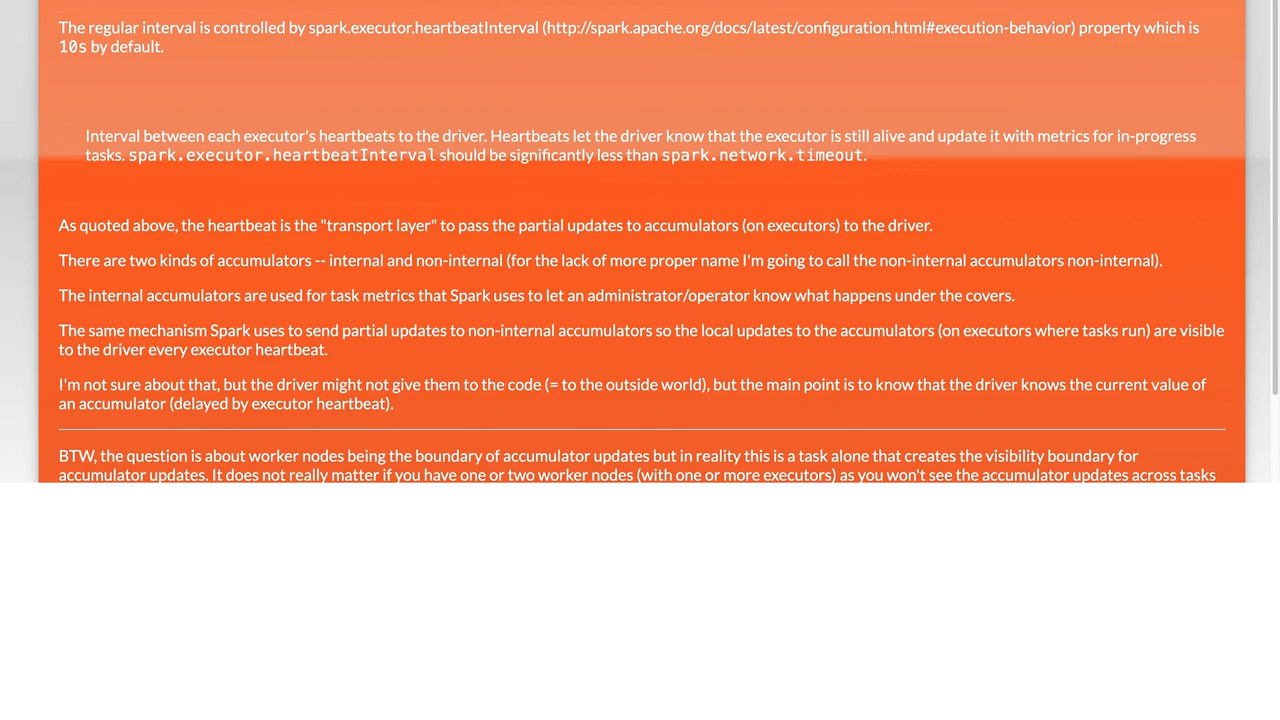 The regular interval is controlled by spark.executor.heartbeatInterval (http://spark.apache.org/docs/latest/configuration.html#execution-behavior) property which is
10s by default.
Interval between each executor's heartbeats to the driver. Heartbeats let the driver know that the executor is still alive and update it with metrics for in-progress
tasks. spark.executor.heartbeatInterval should be significantly less than spark.network.timeout.
As quoted above, the heartbeat is the "transport layer" to pass the partial updates to accumulators (on executors) to the driver.
There are two kinds of accumulators -- internal and non-internal (for the lack of more proper name I'm going to call the non-internal accumulators non-internal).
The internal accumulators are used for task metrics that Spark uses to let an administrator/operator know what happens under the covers.
The same mechanism Spark uses to send partial updates to non-internal accumulators so the local updates to the accumulators (on executors where tasks run) are visible
to the driver every executor heartbeat.
I'm not sure about that, but the driver might not give them to the code (= to the outside world), but the main point is to know that the driver knows the current value of
an accumulator (delayed by executor heartbeat).
BTW, the question is about worker nodes being the boundary of accumulator updates but in reality this is a task alone that creates the visibility boundary for
accumulator updates. It does not really matter if you have one or two worker nodes (with one or more executors) as you won't see the accumulator updates across tasks